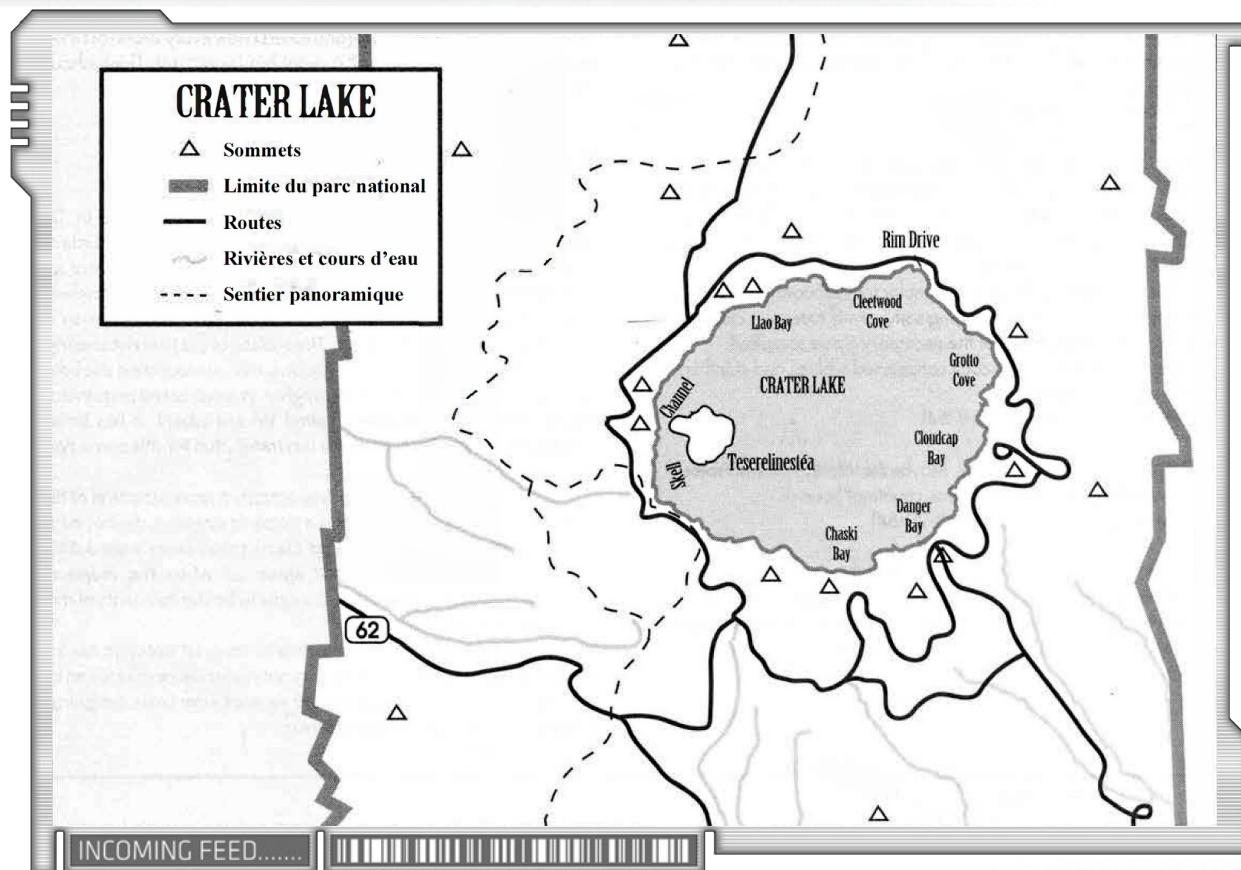 CRATER LAKE
Sommets
Limite du parc national
Routes
Rivières et cours d'eau
Sentier panoramique
Rim Drive
Cleetwood
Cove
Llao Bay
Grotto
Cove
CRATER LAKE
Channel
Cloudcap
Bay
Teserelinestéa
Skell
Danger
Bay
Chaski
Bay
62
INCOMING FEED.......